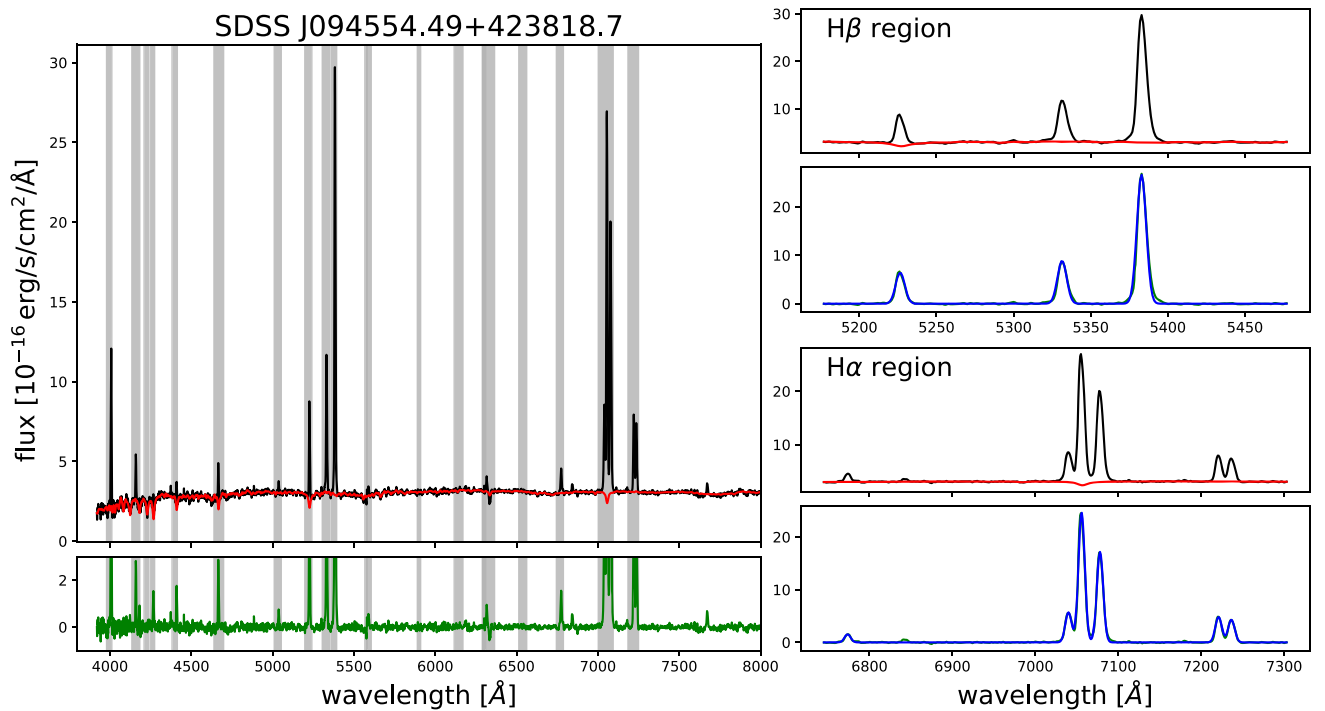 SDSS J094554.49+423818.7
flux [10⁻¹⁶ erg/s/cm²/Å]
30
25
20
15
10
5
0
2
0
4000 4500 5000 5500 6000 6500 7000 7500 8000
wavelength [Å]
Hβ region
30
20
10
20
10
0
5200 5250 5300 5350 5400 5450
Hα region
20
10
20
10
0
6800 6900 7000 7100 7200 7300
wavelength [Å]